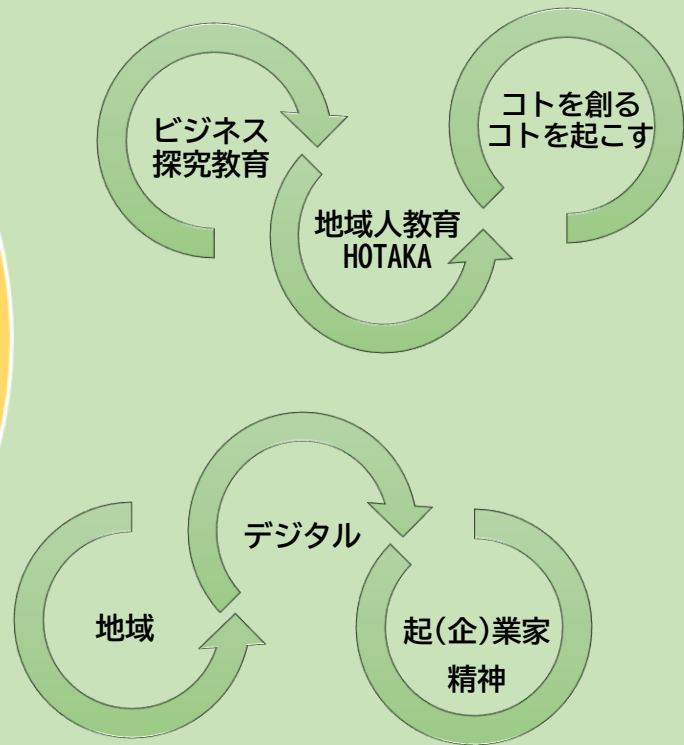 ビジネス
探究教育
コトを創る
コトを起こす
地域人教育
HOTAKA
デジタル
地域
起(企)業家
精神